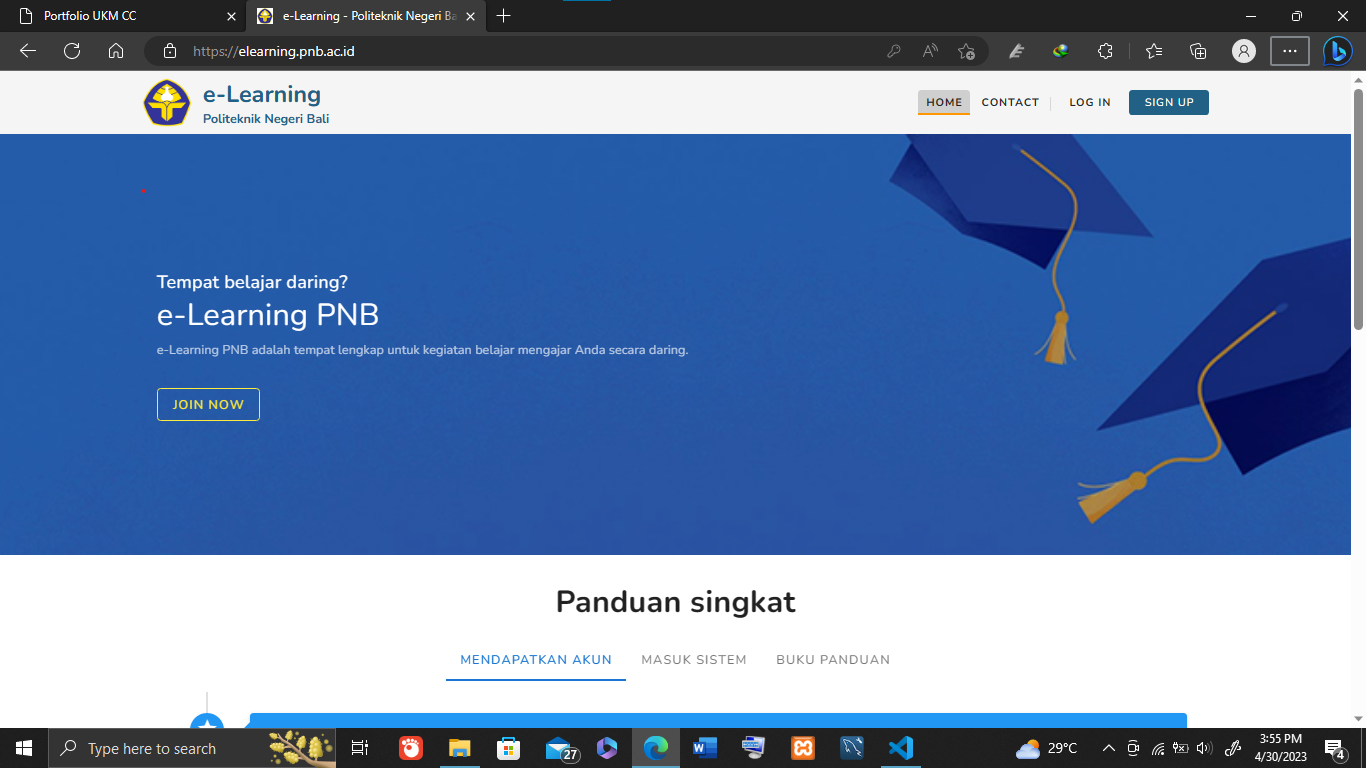 Portfolio UKM CC
e-Learning - Politeknik Negeri Ba
https://elearning.pnb.ac.id
e-Learning
Politeknik Negeri Bali
HOME
CONTACT
LOG IN
SIGN UP
Tempat belajar daring?
e-Learning PNB
e-Learning PNB adalah tempat lengkap untuk kegiatan belajar mengajar Anda secara daring.
JOIN NOW
Panduan singkat
MENDAPATKAN AKUN
MASUK SISTEM
BUKU PANDUAN
Type here to search
27
29°C
3:55 PM
4/30/2023
4